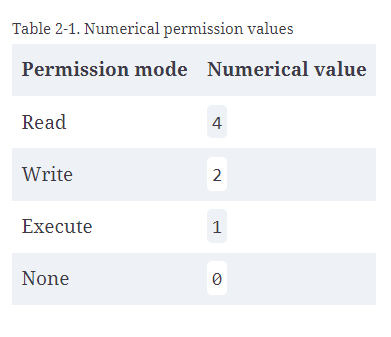 Table 2-1. Numerical permission values
Permission mode Numerical value
Read 4
Write 2
Execute 1
None 0